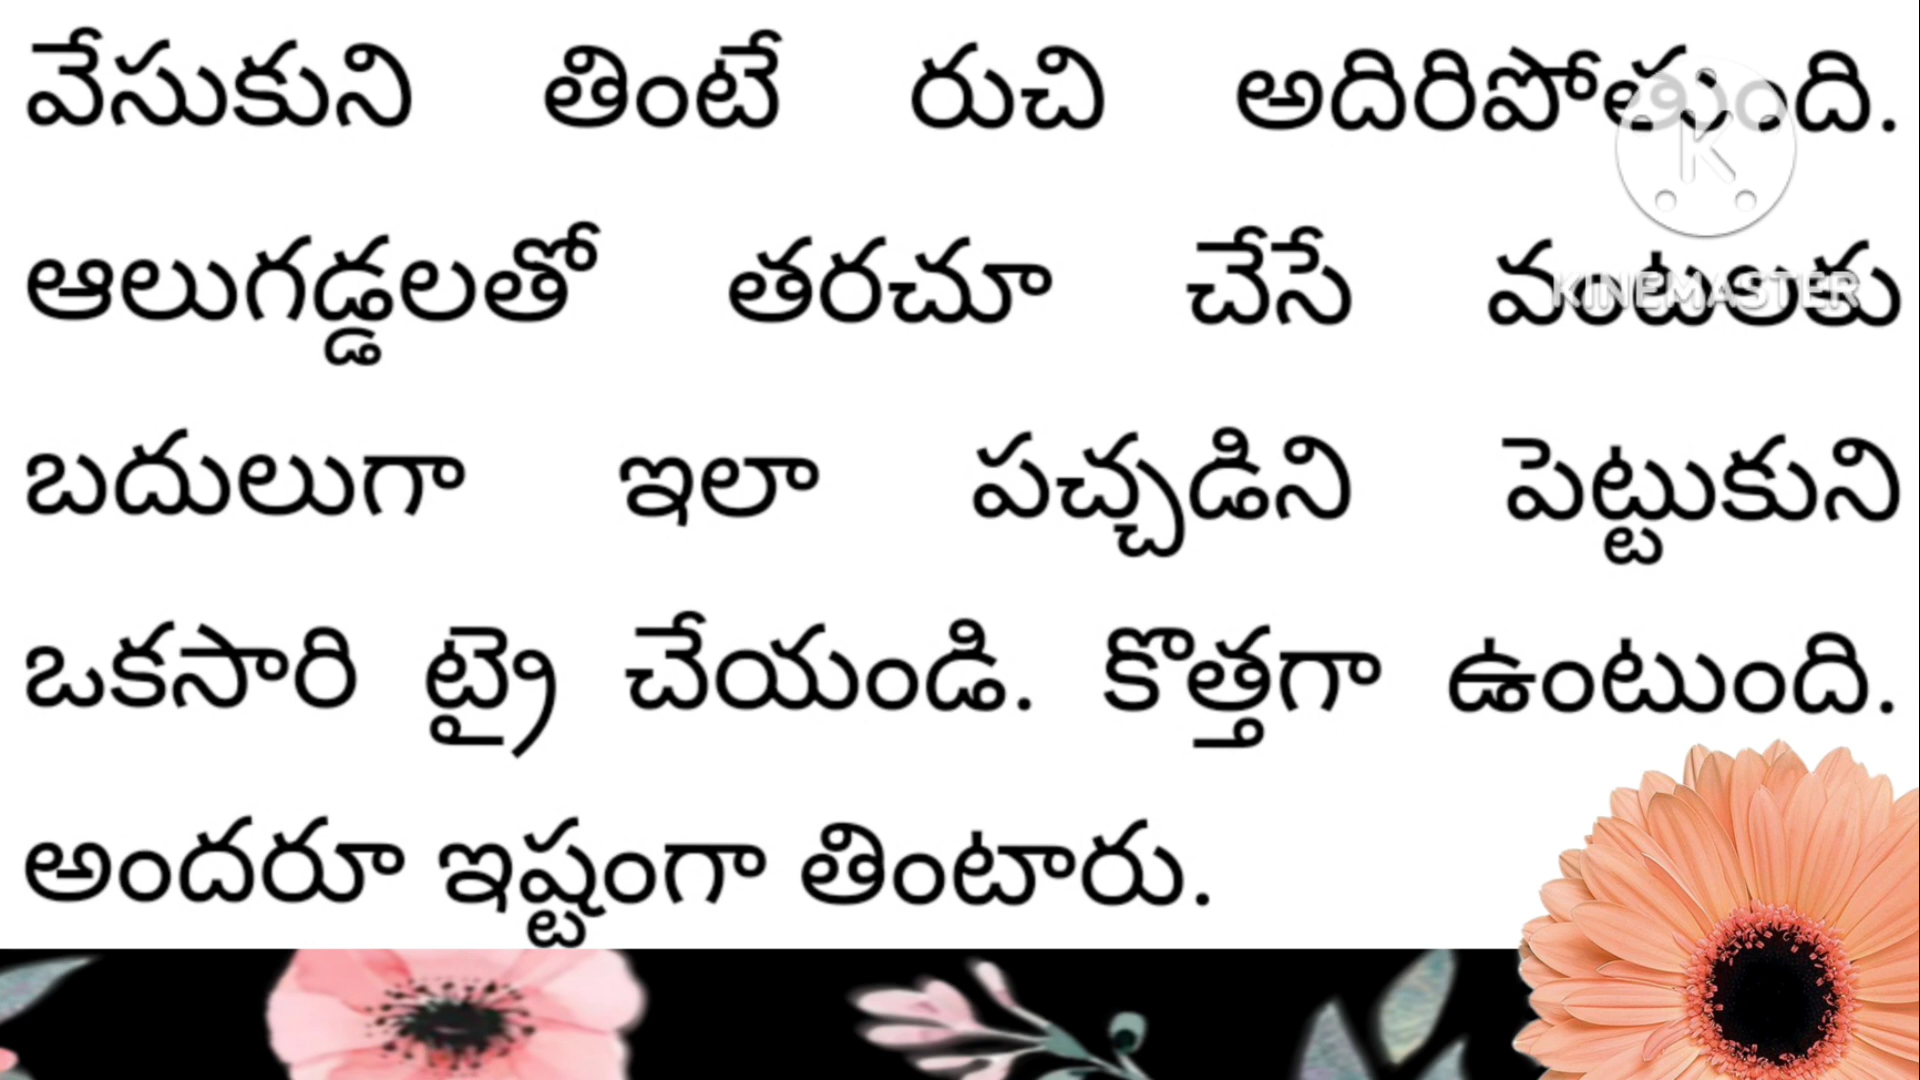 వేసుకుని తింటే రుచి అదిరిపోతుంది.
ఆలుగడ్డలతో తరచూ చేసే వంటలకు
బదులుగా ఇలా పచ్చడిని పెట్టుకుని
ఒకసారి ట్రై చేయండి. కొత్తగా ఉంటుంది.
అందరూ ఇష్టంగా తింటారు.
K
KINEMASTER